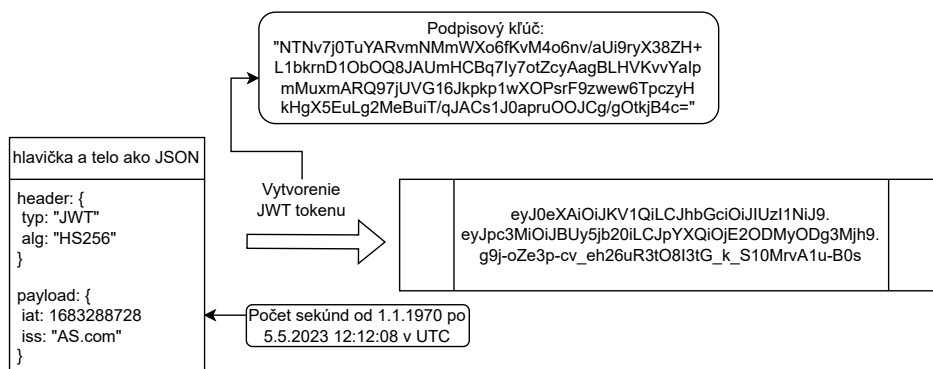 Podpisový kľúč:
"NTNv7j0TuYARvmNMmWXo6fKvM4o6nv/aUi9ryX38ZH+
L1bkrnD1ObOQ8JAUmHCBq7Iy7otZcyAagBLHVKvvYaIp
mMuxmARQ97jUVG16Jkpkp1wXOPsrF9zwew6TpczyH
kHgX5EuLg2MeBuiT/qJACs1J0apruOOJCg/gOtkjB4c="
hlavička a telo ako JSON
header: {
typ: "JWT"
alg: "HS256"
}
payload: {
iat: 1683288728
iss: "AS.com"
}
Vytvorenie
JWT tokenu
eyJ0eXAiOiJKV1QiLCJhbGciOiJIUzI1NiJ9.
eyJpc3MiOiJBUy5jb20iLCJpYXQiOjE2ODMyODg3Mjh9.
g9j-oZe3p-cv_eh26uR3tO8I3tG_k_S10MrvA1u-B0s
Počet sekúnd od 1.1.1970 po
5.5.2023 12:12:08 v UTC